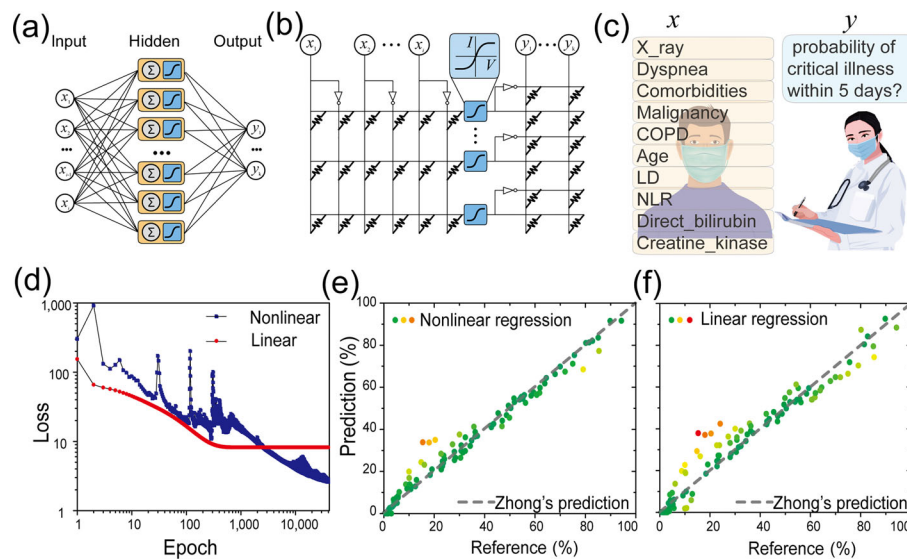 (a)
Input
Hidden
Output
Σ
Σ
Σ
Σ
Σ
Σ
...
(b)
I
V
...
(c)
x
y
X_ray
Dyspnea
Comorbidities
Malignancy
COPD
Age
LD
NLR
Direct_bilirubin
Creatine_kinase
probability of
critical illness
within 5 days?
(d)
Loss
1,000
100
10
1
Nonlinear
Linear
1 10 100 1,000 10,000
Epoch
(e)
Prediction (%)
100
80
60
40
20
0
Nonlinear regression
Zhong's prediction
0 20 40 60 80 100
Reference (%)
(f)
Linear regression
Zhong's prediction
0 20 40 60 80 100
Reference (%)